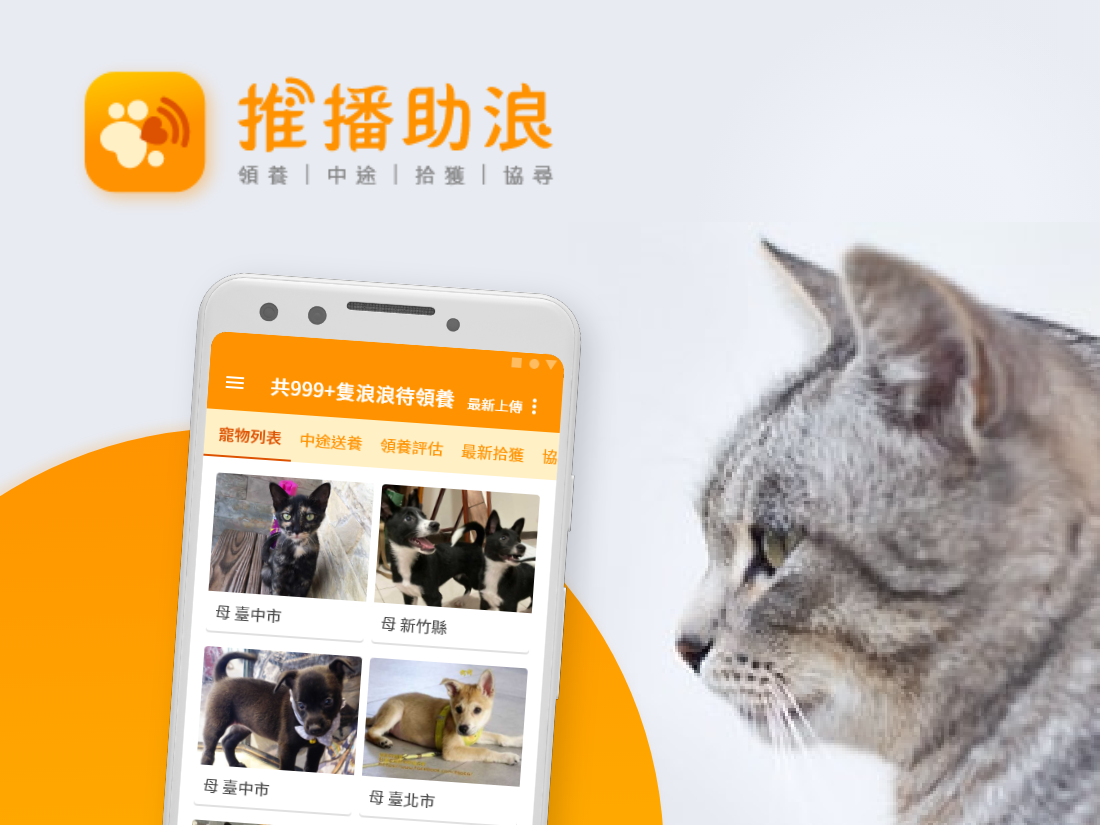 推播助浪
領養｜中途｜拾獲｜協尋
共999+隻浪浪待領養 最新上傳
寵物列表 中途送養 領養評估 最新拾獲 協
母 臺中市
母 新竹縣
母 臺中市
母 臺北市